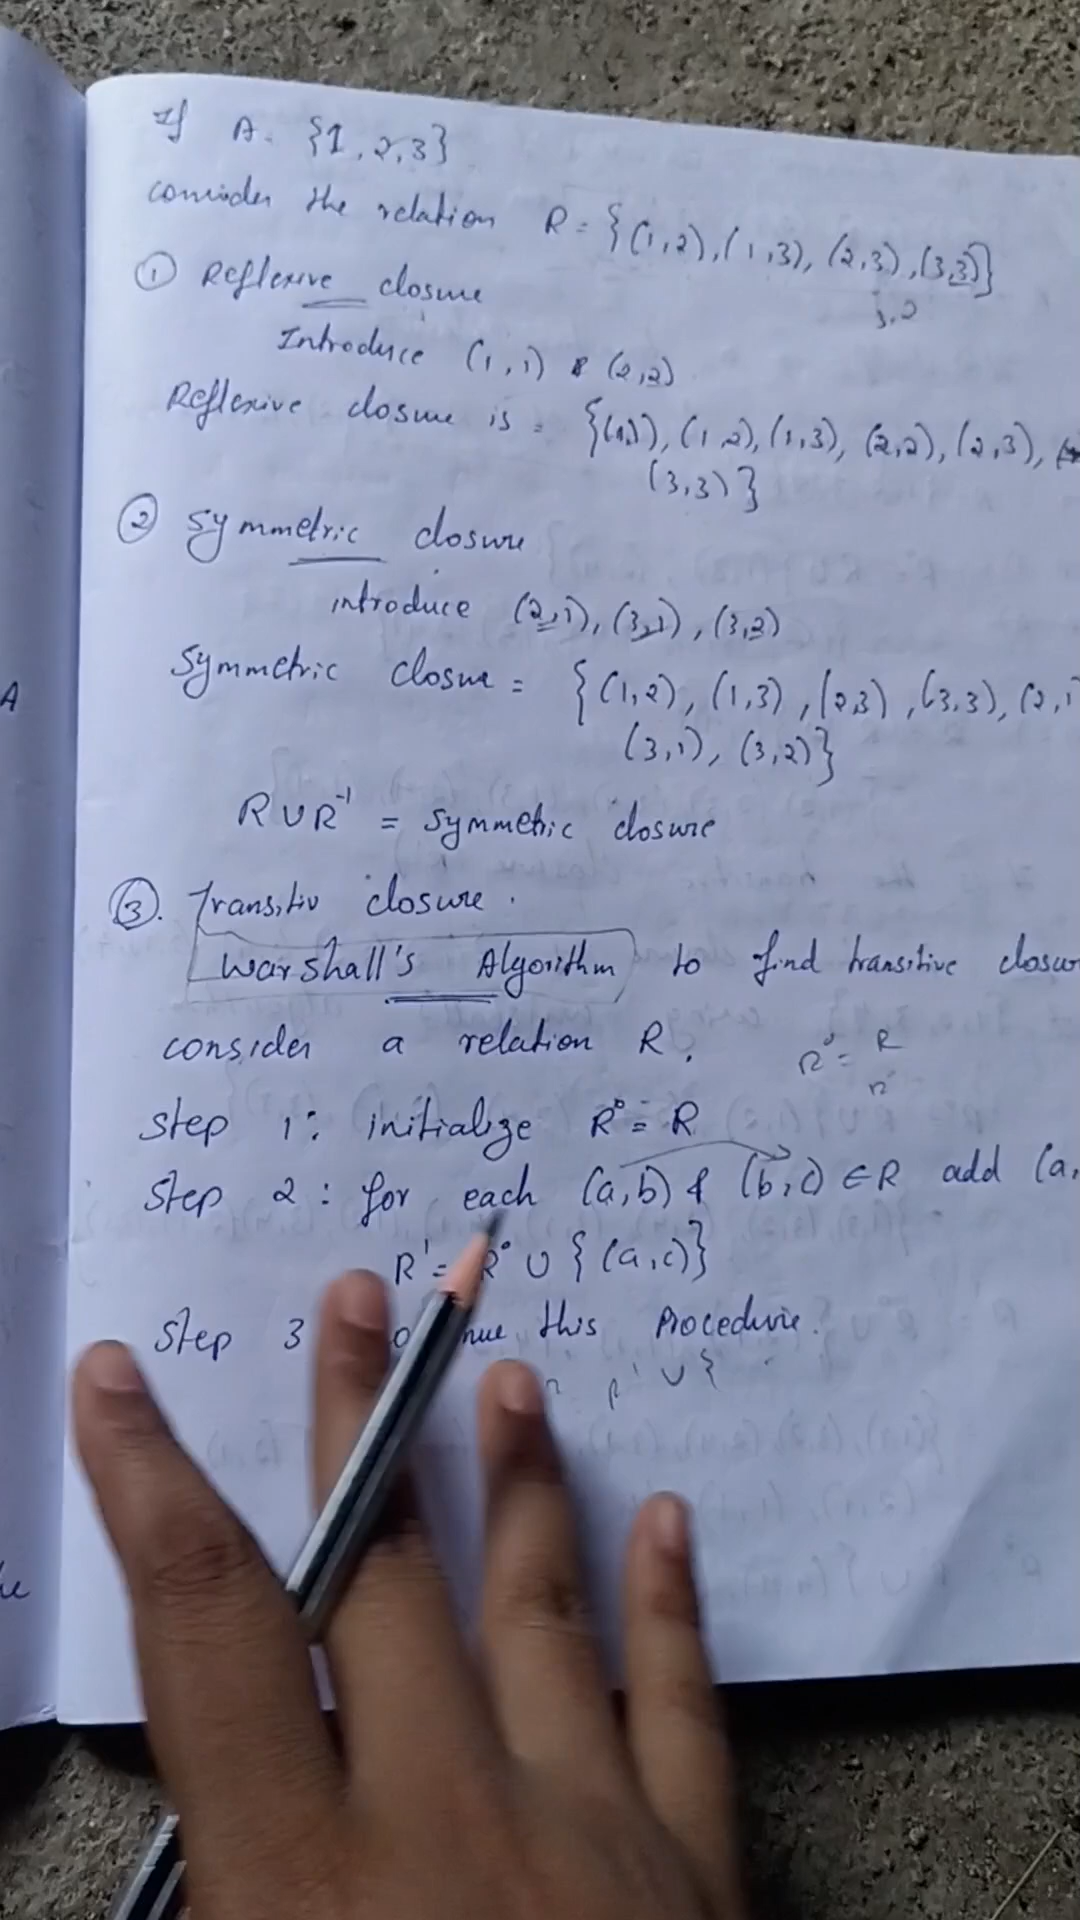 If A = {1, 2, 3}
consider the relation R = {(1,2), (1,3), (2,3), (3,3)}
① Reflexive closure
Introduce (1,1) & (2,2)
Reflexive closure is = {(1,1), (1,2), (1,3), (2,2), (2,3),
(3,3)}
② Symmetric closure
introduce (2,1), (3,1), (3,2)
Symmetric closure = {(1,2), (1,3), (2,3), (3,3), (2,1
(3,1), (3,2)}
R ∪ R⁻¹ = Symmetric closure
③. Transitiv closure.
Warshall's Algorithm to find transitive closur
consider a relation R. R⁰ = R
Step 1: initialize R⁰ = R
Step 2: for each (a,b) & (b,c) ∈ R add (a,
R¹ = R⁰ ∪ {(a,c)}
Step 3 this Procedure.
∪ {
A